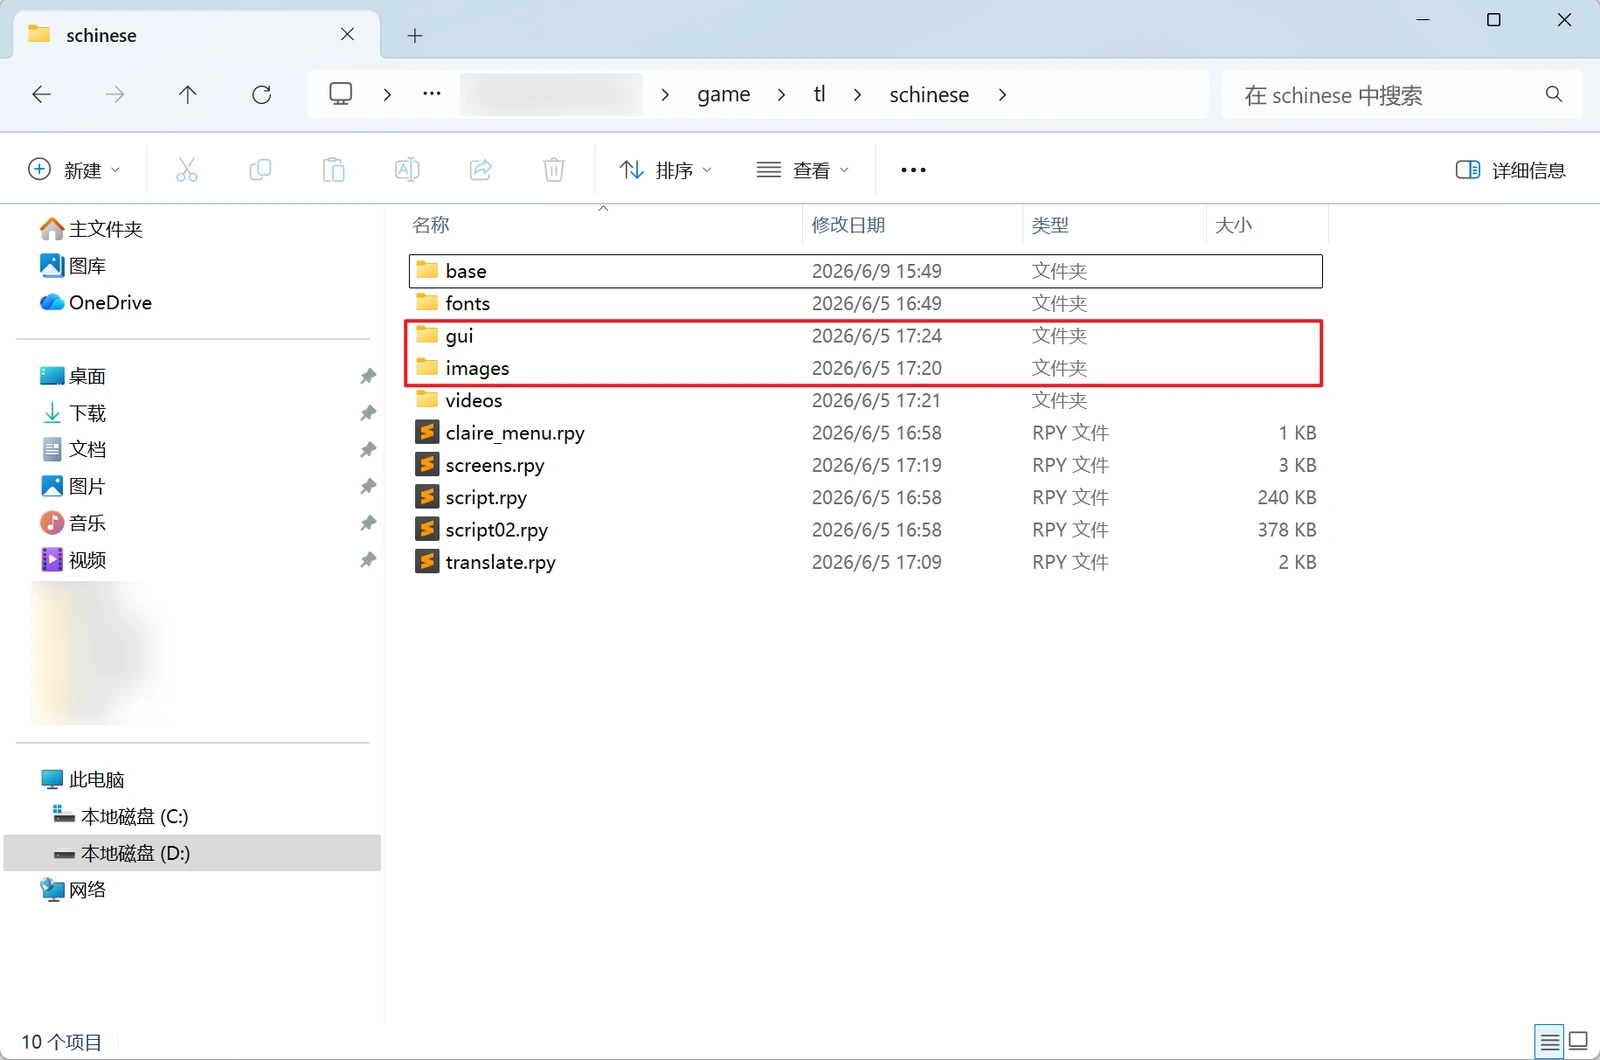 schinese
game
tl
schinese
在 schinese 中搜索
新建
排序
查看
详细信息
主文件夹
图库
OneDrive
桌面
下载
文档
图片
音乐
视频
此电脑
本地磁盘 (C:)
本地磁盘 (D:)
网络
名称 修改日期 类型 大小
base 2026/6/9 15:49 文件夹
fonts 2026/6/5 16:49 文件夹
gui 2026/6/5 17:24 文件夹
images 2026/6/5 17:20 文件夹
videos 2026/6/5 17:21 文件夹
claire_menu.rpy 2026/6/5 16:58 RPY 文件 1 KB
screens.rpy 2026/6/5 17:19 RPY 文件 3 KB
script.rpy 2026/6/5 16:58 RPY 文件 240 KB
script02.rpy 2026/6/5 16:58 RPY 文件 378 KB
translate.rpy 2026/6/5 17:09 RPY 文件 2 KB
10 个项目